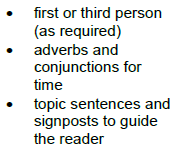 • first or third person
(as required)
• adverbs and
conjunctions for
time
• topic sentences and
signposts to guide
the reader